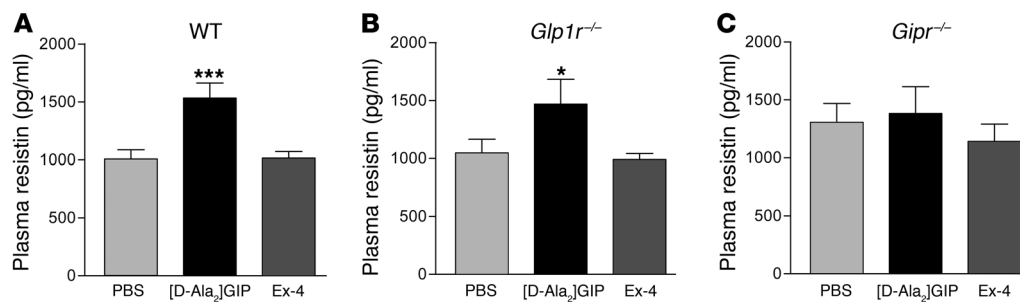 A
WT
Plasma resistin (pg/ml)
2000
1500
1000
500
0
***
PBS
[D-Ala₂]GIP
Ex-4
B
Glp1r⁻/⁻
Plasma resistin (pg/ml)
2000
1500
1000
500
0
*
PBS
[D-Ala₂]GIP
Ex-4
C
Gipr⁻/⁻
Plasma resistin (pg/ml)
2000
1500
1000
500
0
PBS
[D-Ala₂]GIP
Ex-4